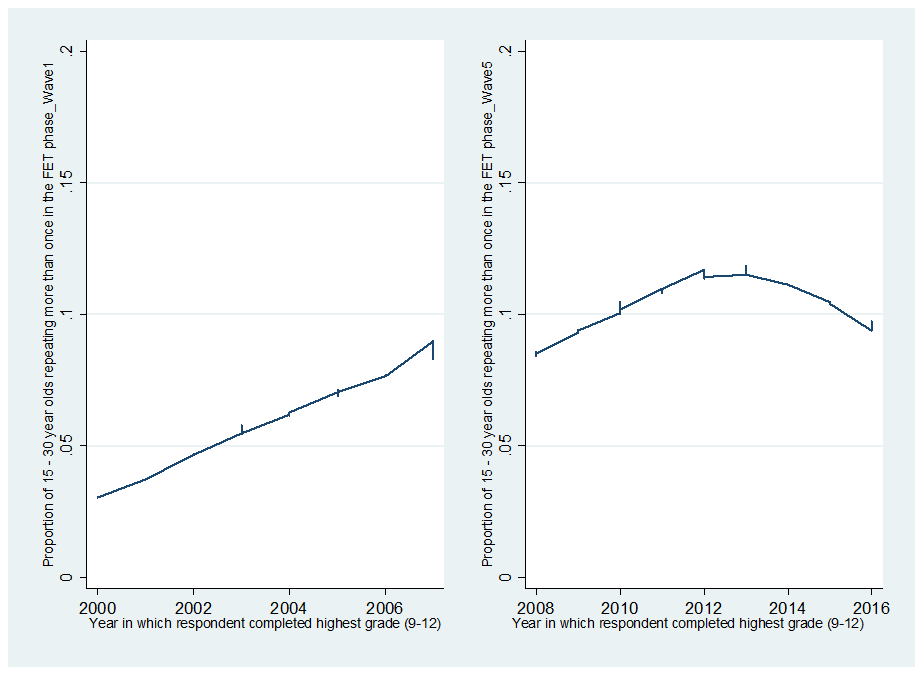 Proportion of 15 - 30 year olds repeating more than once in the FET phase_Wave1
.2
.15
.1
.05
0
2000 2002 2004 2006
Year in which respondent completed highest grade (9-12)
Proportion of 15 - 30 year olds repeating more than once in the FET phase_Wave5
.2
.15
.1
.05
0
2008 2010 2012 2014 2016
Year in which respondent completed highest grade (9-12)